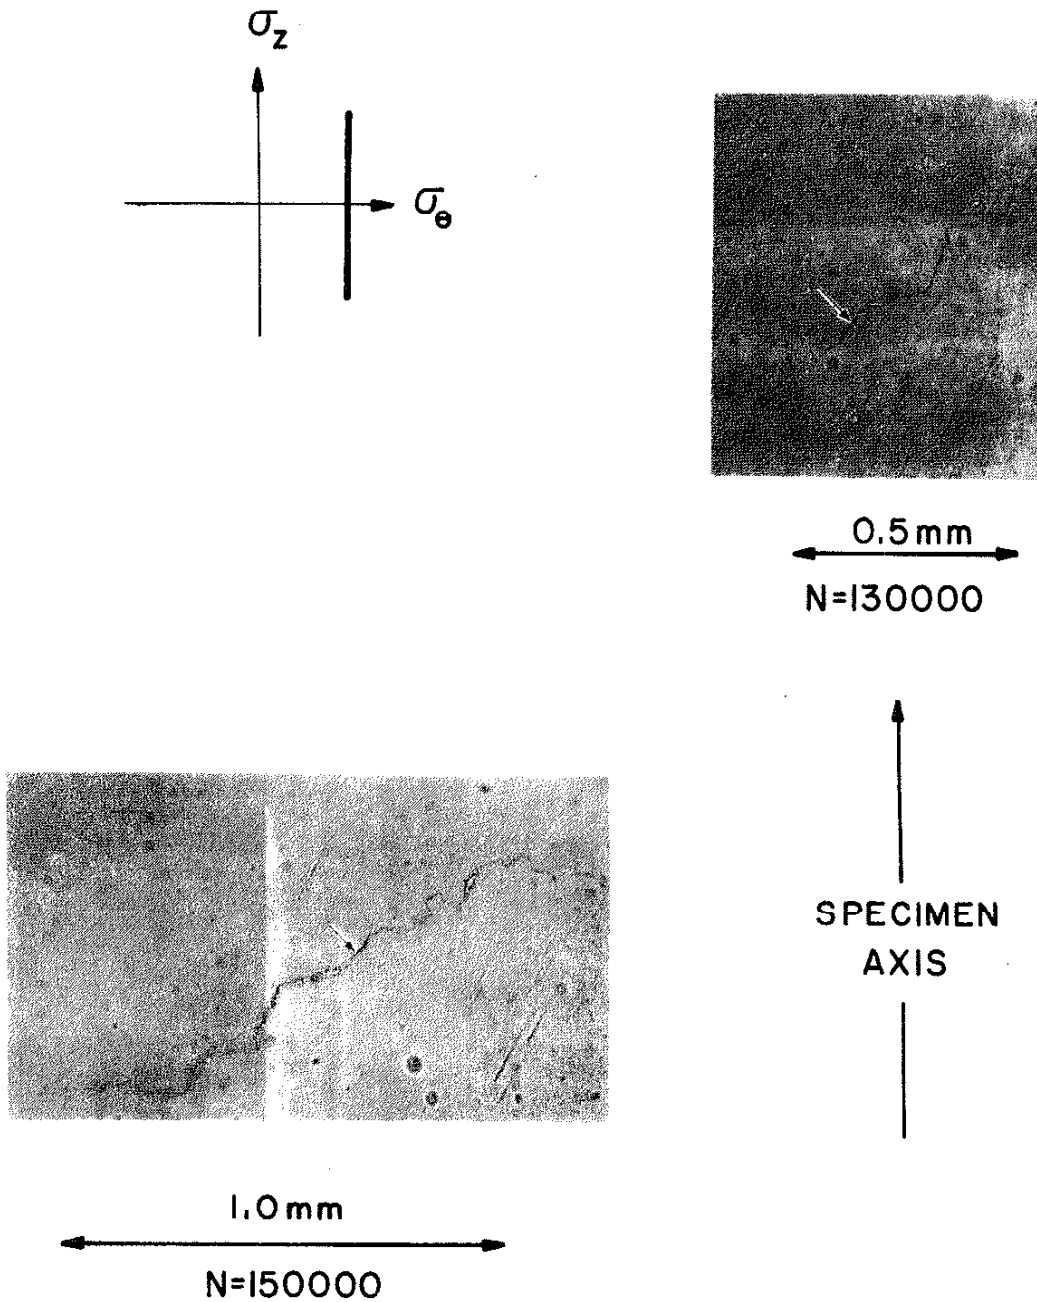 σz
σθ
0.5mm
N=130000
SPECIMEN
AXIS
1.0mm
N=150000